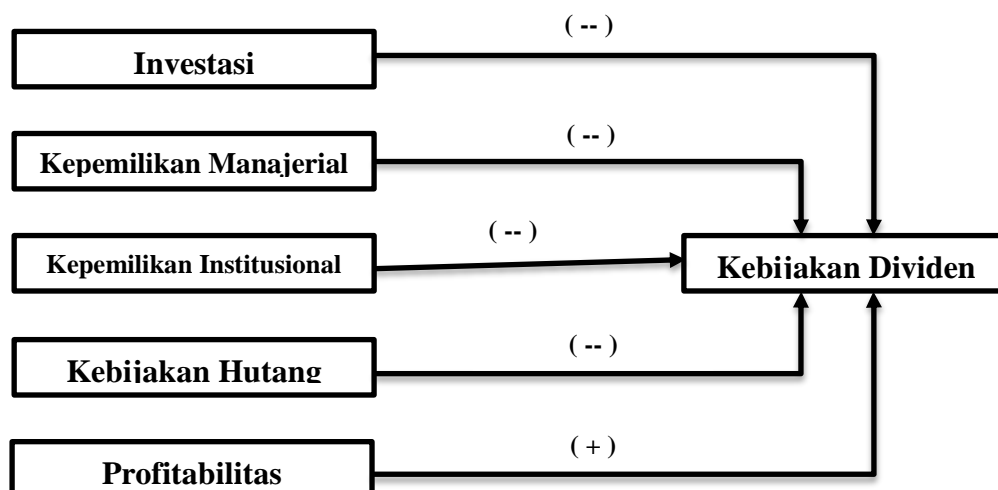 ( -- )
Investasi
( -- )
Kepemilikan Manajerial
( -- )
Kepemilikan Institusional
Kebijakan Dividen
( -- )
Kebijakan Hutang
( + )
Profitabilitas